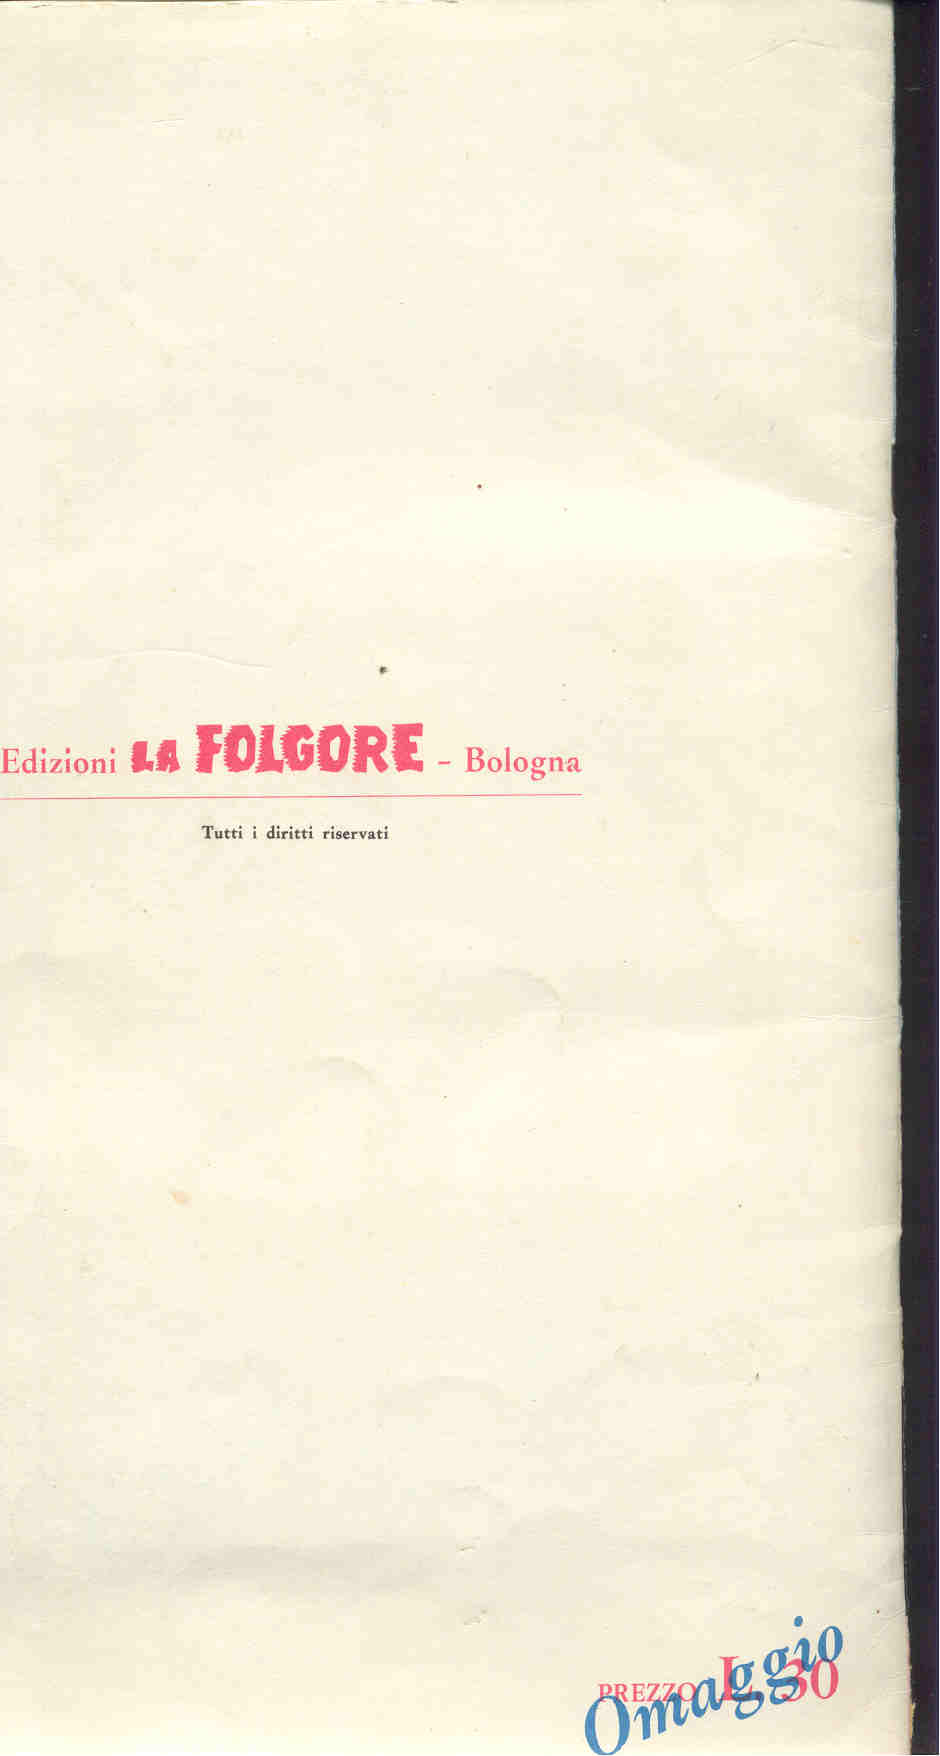 Edizioni LA FOLGORE - Bologna
Tutti i diritti riservati
PREZZO L. 30
Omaggio